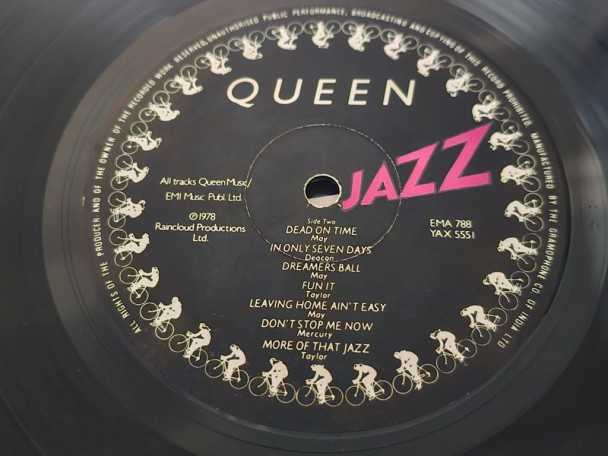 ALL RIGHTS OF THE PRODUCER AND OF THE OWNER OF THE RECORDED WORK RESERVED, UNAUTHORISED PUBLIC PERFORMANCE, BROADCASTING AND COPYING OF THIS RECORD PROHIBITED MANUFACTURED BY THE GRAMOPHONE CO. OF INDIA LTD
QUEEN
JAZZ
All tracks Queen Music/
EMI Music Publ. Ltd.
Ⓟ1978
Raincloud Productions
Ltd.
EMA 788
YAX 5551
Side Two
DEAD ON TIME
May
IN ONLY SEVEN DAYS
Deacon
DREAMERS BALL
May
FUN IT
Taylor
LEAVING HOME AIN'T EASY
May
DON'T STOP ME NOW
Mercury
MORE OF THAT JAZZ
Taylor